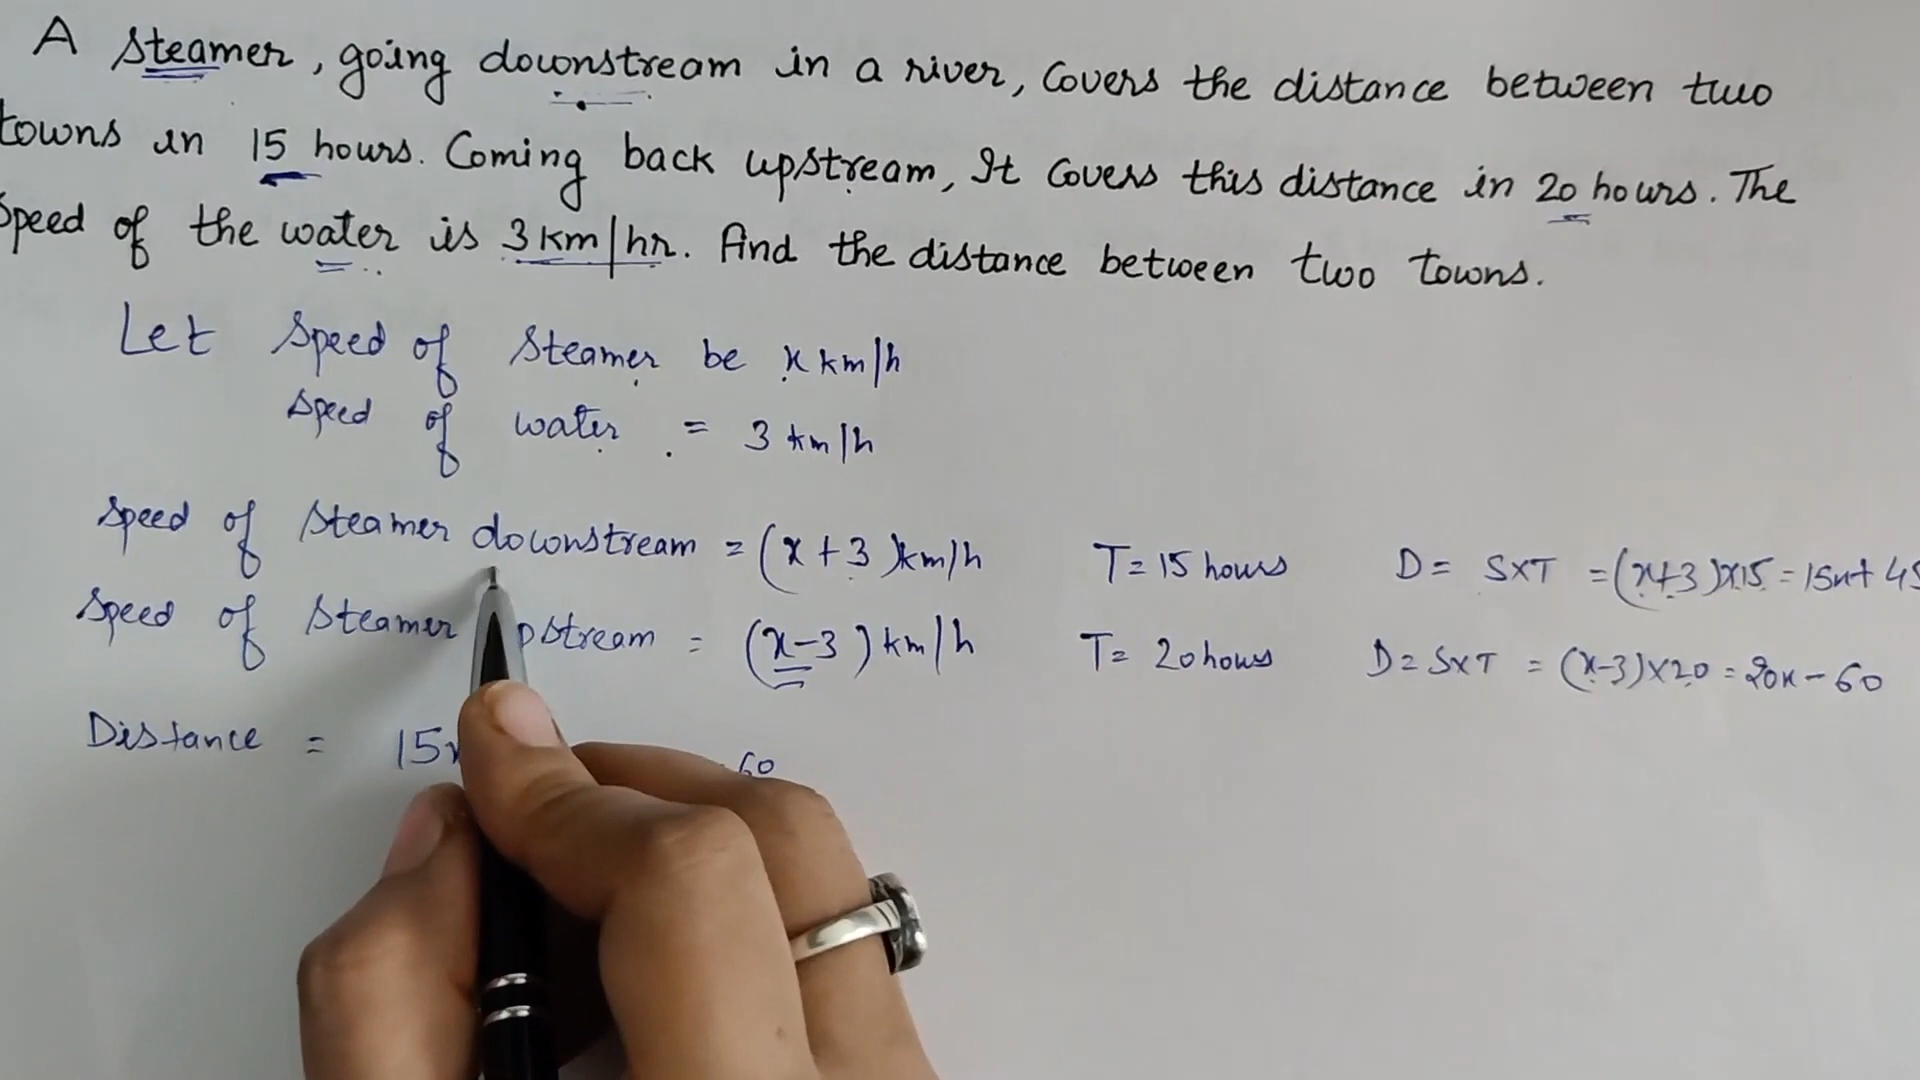 A steamer, going downstream in a river, Covers the distance between two
towns in 15 hours. Coming back upstream, It covers this distance in 20 hours. The
Speed of the water is 3 km/hr. Find the distance between two towns.
Let speed of steamer be x km/h
speed of water = 3 km/h
Speed of steamer downstream = (x + 3) km/h T = 15 hours D = S×T = (x+3)×15 = 15x + 45
Speed of steamer pstream = (x-3) km/h T = 20 hours D = S×T = (x-3)×20 = 20x - 60
Distance = 15x - 60